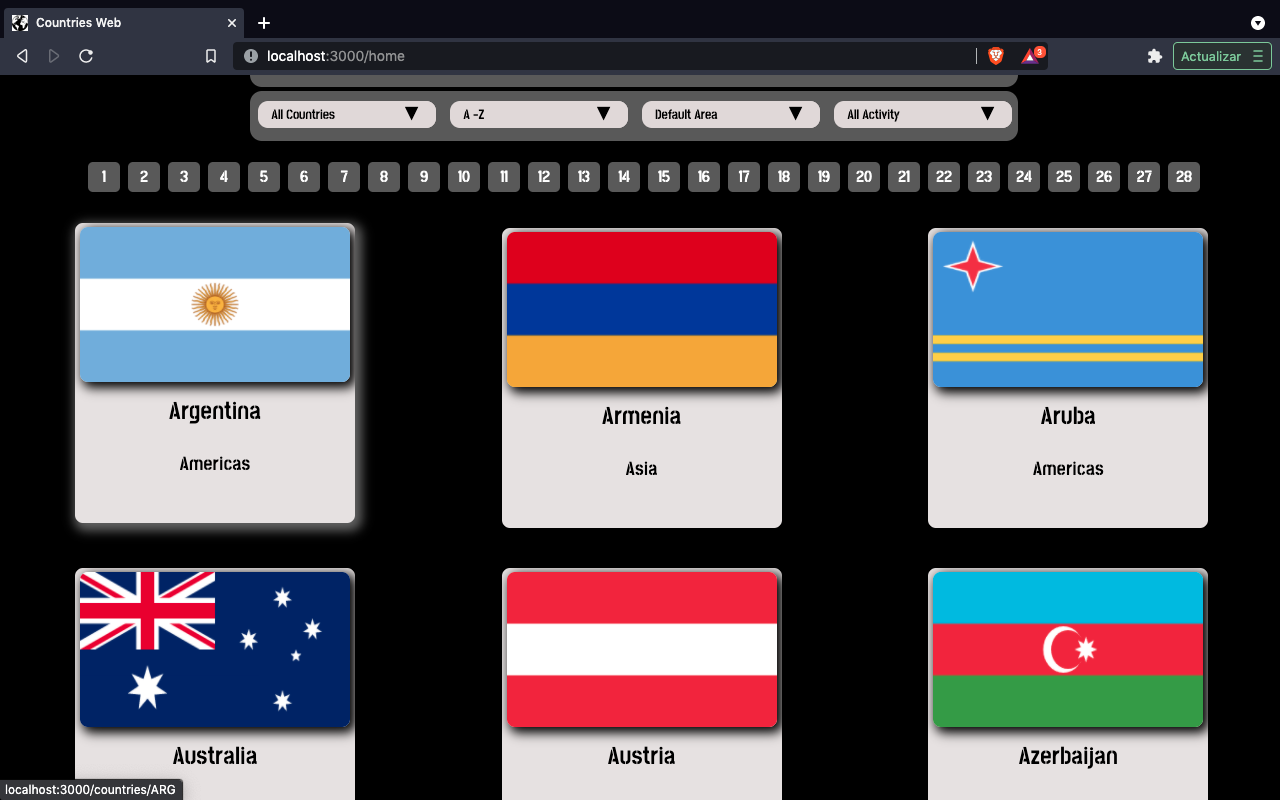 Countries Web
localhost:3000/home
3
Actualizar
All Countries
A -Z
Default Area
All Activity
1 2 3 4 5 6 7 8 9 10 11 12 13 14 15 16 17 18 19 20 21 22 23 24 25 26 27 28
Argentina
Americas
Armenia
Asia
Aruba
Americas
Australia
Austria
Azerbaijan
localhost:3000/countries/ARG